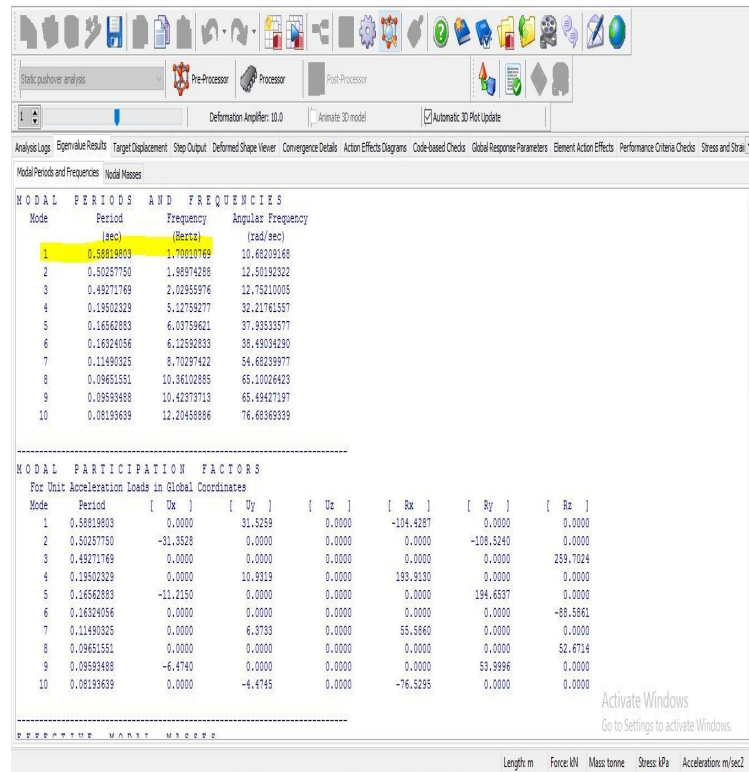 Static pushover analysis Pre-Processor Processor Post-Processor
1 Deformation Amplifier: 10.0 Animate 3D model Automatic 3D Plot Update
Analysis Logs Eigenvalue Results Target Displacement Step Output Deformed Shape Viewer Convergence Details Action Effects Diagrams Code-based Checks Global Response Parameters Element Action Effects Performance Criteria Checks Stress and Strai
Modal Periods and Frequencies Nodal Masses
MODAL PERIODS AND FREQUENCIES
Mode Period Frequency Angular Frequency
(sec) (Hertz) (rad/sec)
1 0.58819803 1.70010769 10.68209168
2 0.50257750 1.98974288 12.50192322
3 0.49271769 2.02955976 12.75210005
4 0.19502329 5.12759277 32.21761557
5 0.16562883 6.03759621 37.93533577
6 0.16324056 6.12592833 38.49034290
7 0.11490325 8.70297422 54.68239977
8 0.09651551 10.36102885 65.10026423
9 0.09593488 10.42373713 65.49427197
10 0.08193639 12.20458886 76.68369339
MODAL PARTICIPATION FACTORS
For Unit Acceleration Loads in Global Coordinates
Mode Period [ Ux ] [ Uy ] [ Uz ] [ Rx ] [ Ry ] [ Rz ]
1 0.58819803 0.0000 31.5259 0.0000 -104.4287 0.0000 0.0000
2 0.50257750 -31.3528 0.0000 0.0000 0.0000 -108.5240 0.0000
3 0.49271769 0.0000 0.0000 0.0000 0.0000 0.0000 259.7024
4 0.19502329 0.0000 10.9319 0.0000 193.9130 0.0000 0.0000
5 0.16562883 -11.2150 0.0000 0.0000 0.0000 194.6537 0.0000
6 0.16324056 0.0000 0.0000 0.0000 0.0000 0.0000 -88.5861
7 0.11490325 0.0000 6.3733 0.0000 55.5860 0.0000 0.0000
8 0.09651551 0.0000 0.0000 0.0000 0.0000 0.0000 52.6714
9 0.09593488 -6.4740 0.0000 0.0000 0.0000 53.9996 0.0000
10 0.08193639 0.0000 -4.4745 0.0000 -76.5295 0.0000 0.0000
Activate Windows
Go to Settings to activate Windows.
EFFECTIVE MODAL MASSES
Length: m Force: kN Mass: tonne Stress: kPa Acceleration: m/sec2